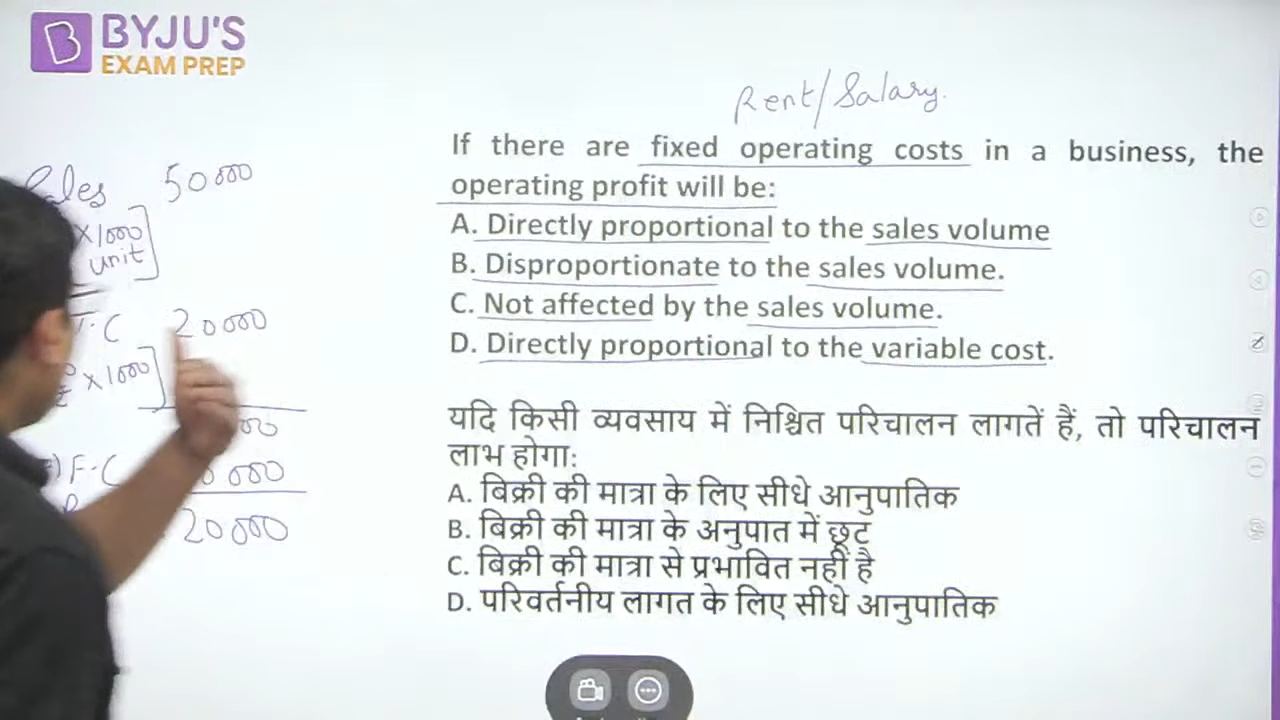 BYJU'S
EXAM PREP
Rent/Salary.
If there are fixed operating costs in a business, the
operating profit will be:
A. Directly proportional to the sales volume
B. Disproportionate to the sales volume.
C. Not affected by the sales volume.
D. Directly proportional to the variable cost.
यदि किसी व्यवसाय में निश्चित परिचालन लागतें हैं, तो परिचालन
लाभ होगा:
A. बिक्री की मात्रा के लिए सीधे आनुपातिक
B. बिक्री की मात्रा के अनुपात में छूट
C. बिक्री की मात्रा से प्रभावित नहीं है
D. परिवर्तनीय लागत के लिए सीधे आनुपातिक
50000
X1000
unit
20000
X1000
F.C
20000